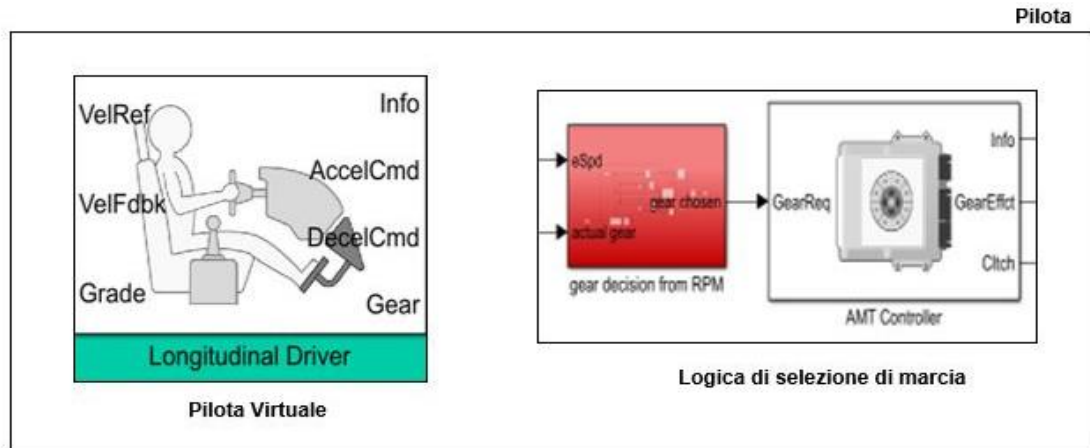 Pilota
VelRef
Info
AccelCmd
VelFdbk
DecelCmd
Grade
Gear
Longitudinal Driver
Pilota Virtuale
eSpd
gear chosen
actual gear
gear decision from RPM
GearReq
Info
GearEffct
Cltch
AMT Controller
Logica di selezione di marcia